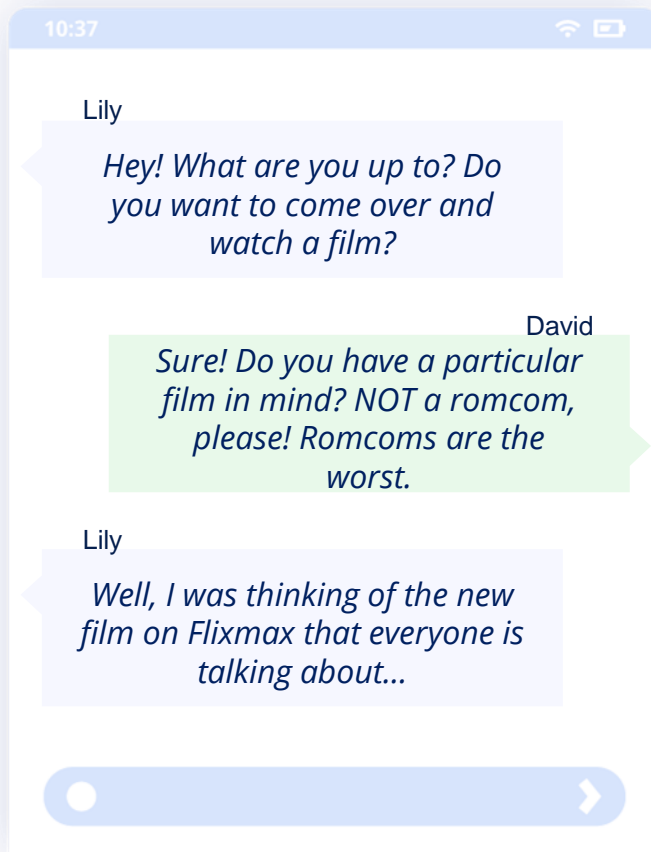 10:37
Lily
Hey! What are you up to? Do
you want to come over and
watch a film?
David
Sure! Do you have a particular
film in mind? NOT a romcom,
please! Romcoms are the
worst.
Lily
Well, I was thinking of the new
film on Flixmax that everyone is
talking about...